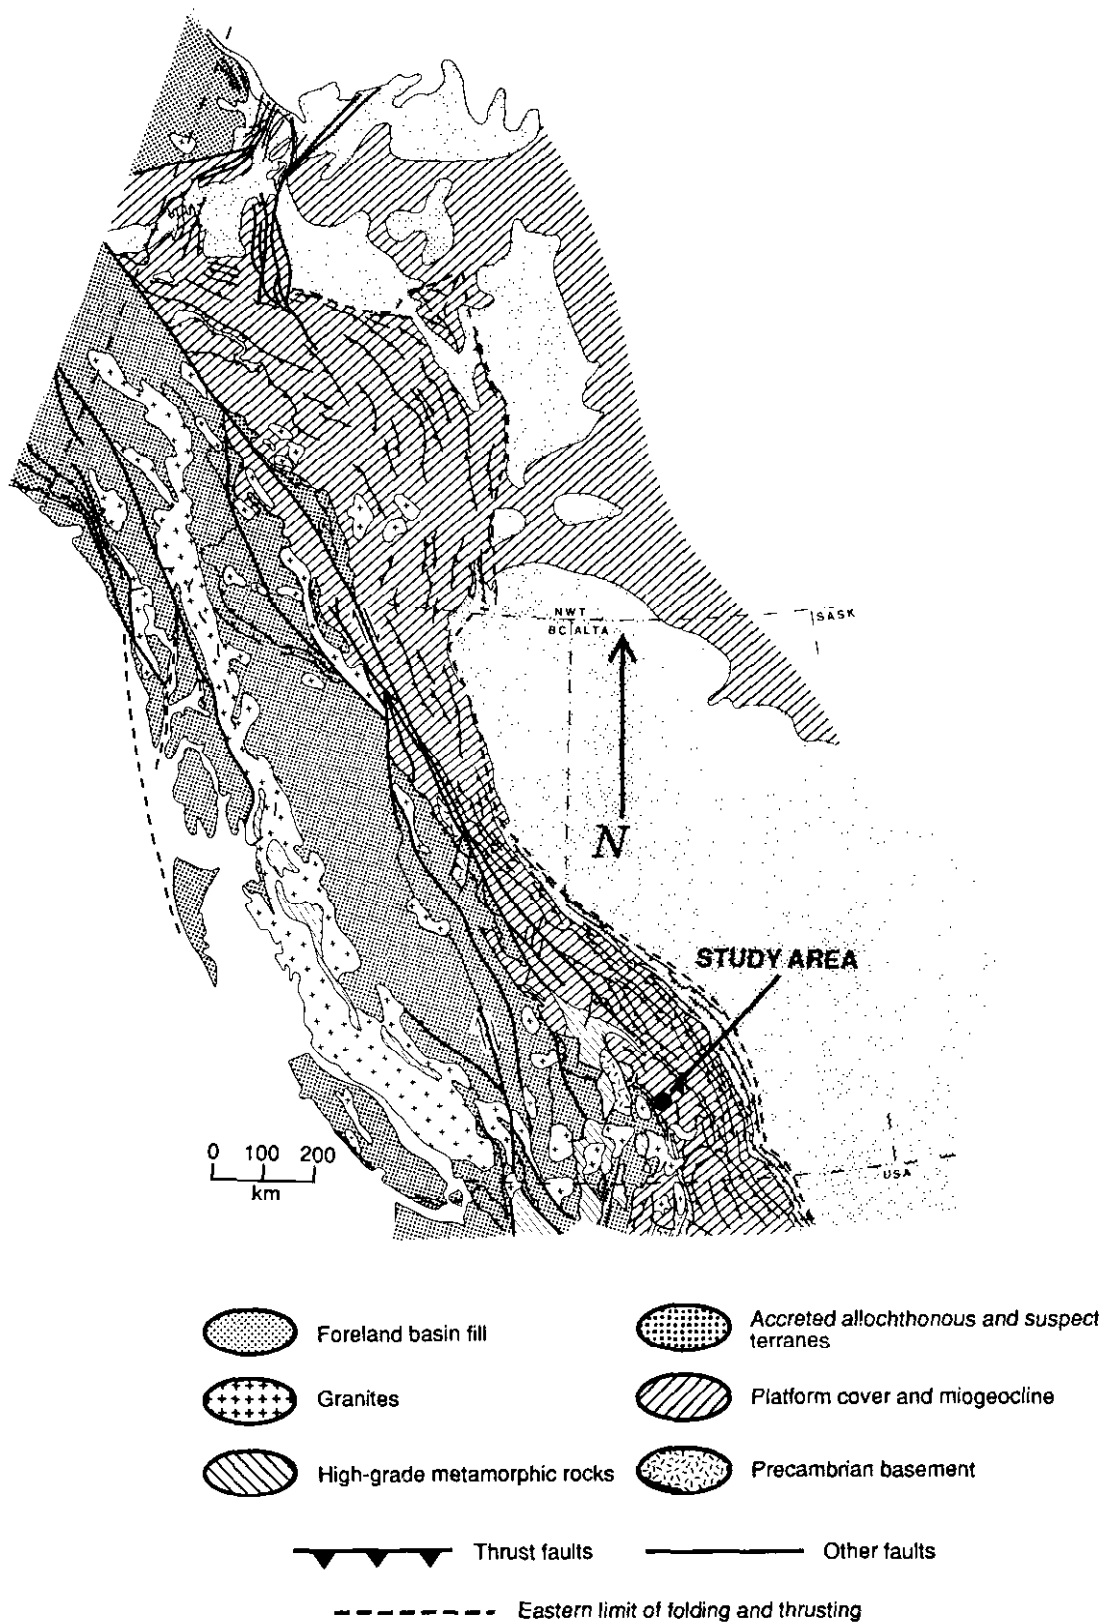 NWT
SASK
BC ALTA
N
STUDY AREA
0 100 200
km
USA
Foreland basin fill
Accreted allochthonous and suspect
terranes
Granites
Platform cover and miogeocline
High-grade metamorphic rocks
Precambrian basement
Thrust faults
Other faults
Eastern limit of folding and thrusting